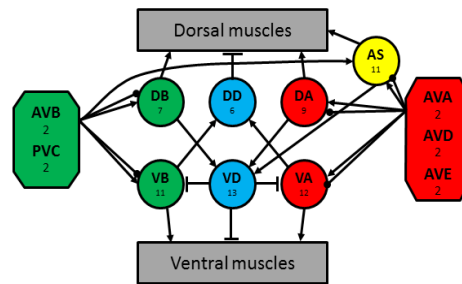 Dorsal muscles
AS
11
AVB
2
PVC
2
DB
7
DD
6
DA
9
AVA
2
AVD
2
AVE
2
VB
11
VD
13
VA
12
Ventral muscles